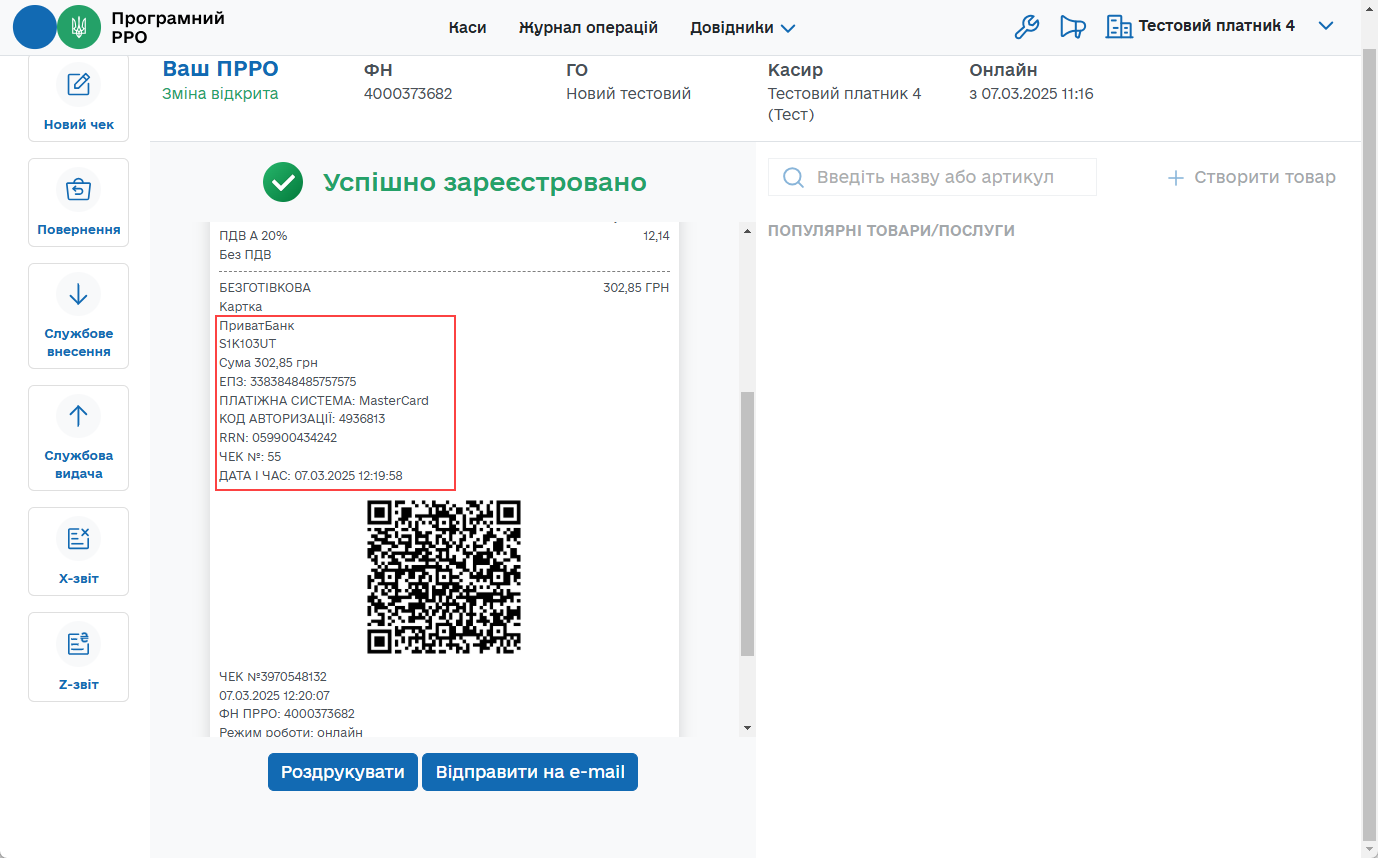 Програмний
РРО
Каси
Журнал операцій
Довідники
Тестовий платник 4
Новий чек
Повернення
Службове
внесення
Службова
видача
X-звіт
Z-звіт
Ваш ПРРО
Зміна відкрита
ФН
4000373682
ГО
Новий тестовий
Касир
Тестовий платник 4
(Тест)
Онлайн
з 07.03.2025 11:16
Успішно зареєстровано
ПДВ А 20% 12,14
Без ПДВ
БЕЗГОТІВКОВА 302,85 ГРН
Картка
ПриватБанк
S1K103UT
Сума 302,85 грн
ЕПЗ: 3383848485757575
ПЛАТІЖНА СИСТЕМА: MasterCard
КОД АВТОРИЗАЦІЇ: 4936813
RRN: 059900434242
ЧЕК №: 55
ДАТА І ЧАС: 07.03.2025 12:19:58
ЧЕК №3970548132
07.03.2025 12:20:07
ФН ПРРО: 4000373682
Режим роботи: онлайн
Роздрукувати
Відправити на e-mail
Введіть назву або артикул
Створити товар
ПОПУЛЯРНІ ТОВАРИ/ПОСЛУГИ